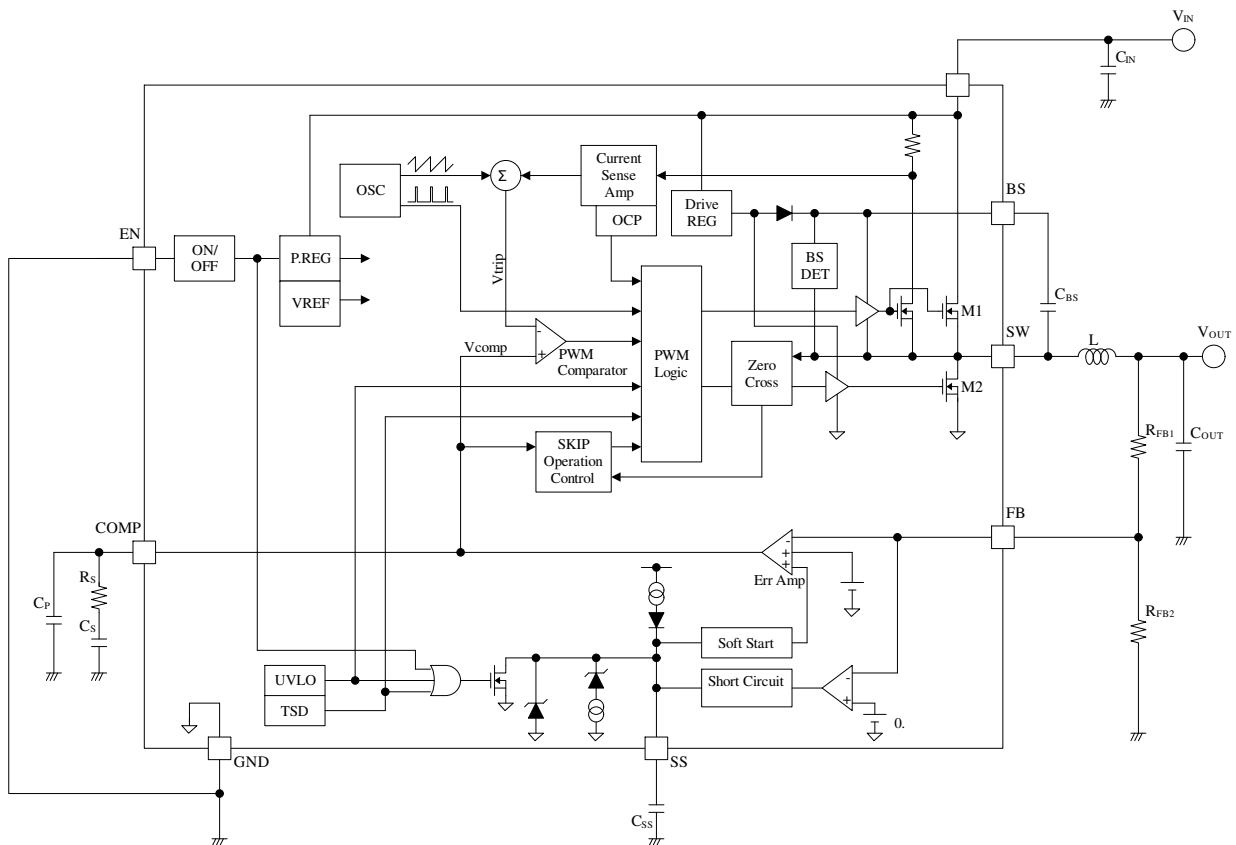 VIN
CIN
Current
Sense
Amp
OSC
Σ
BS
Drive
REG
OCP
EN
ON/
OFF
P.REG
BS
DET
Vtrip
VREF
CBS
M1
SW
VOUT
L
Vcomp
-
+
PWM
Comparator
PWM
Logic
Zero
Cross
M2
RFB1
COUT
SKIP
Operation
Control
COMP
FB
-
+
+
Err Amp
RS
CP
CS
RFB2
Soft Start
UVLO
Short Circuit
-
+
TSD
0.
GND
SS
CSS